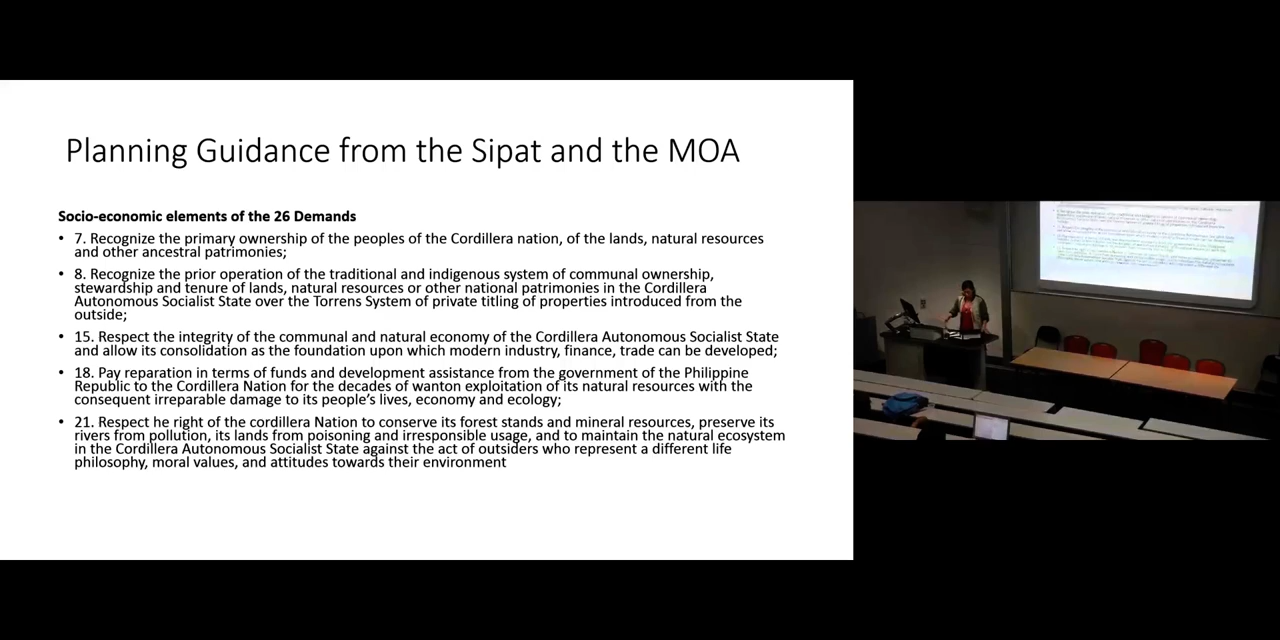 Planning Guidance from the Sipat and the MOA
Socio-economic elements of the 26 Demands
• 7. Recognize the primary ownership of the peoples of the Cordillera nation, of the lands, natural resources
and other ancestral patrimonies;
• 8. Recognize the prior operation of the traditional and indigenous system of communal ownership,
stewardship and tenure of lands, natural resources or other national patrimonies in the Cordillera
Autonomous Socialist State over the Torrens System of private titling of properties introduced from the
outside;
• 15. Respect the integrity of the communal and natural economy of the Cordillera Autonomous Socialist State
and allow its consolidation as the foundation upon which modern industry, finance, trade can be developed;
• 18. Pay reparation in terms of funds and development assistance from the government of the Philippine
Republic to the Cordillera Nation for the decades of wanton exploitation of its natural resources with the
consequent irreparable damage to its people's lives, economy and ecology;
• 21. Respect he right of the cordillera Nation to conserve its forest stands and mineral resources, preserve its
rivers from pollution, its lands from poisoning and irresponsible usage, and to maintain the natural ecosystem
in the Cordillera Autonomous Socialist State against the act of outsiders who represent a different life
philosophy, moral values, and attitudes towards their environment